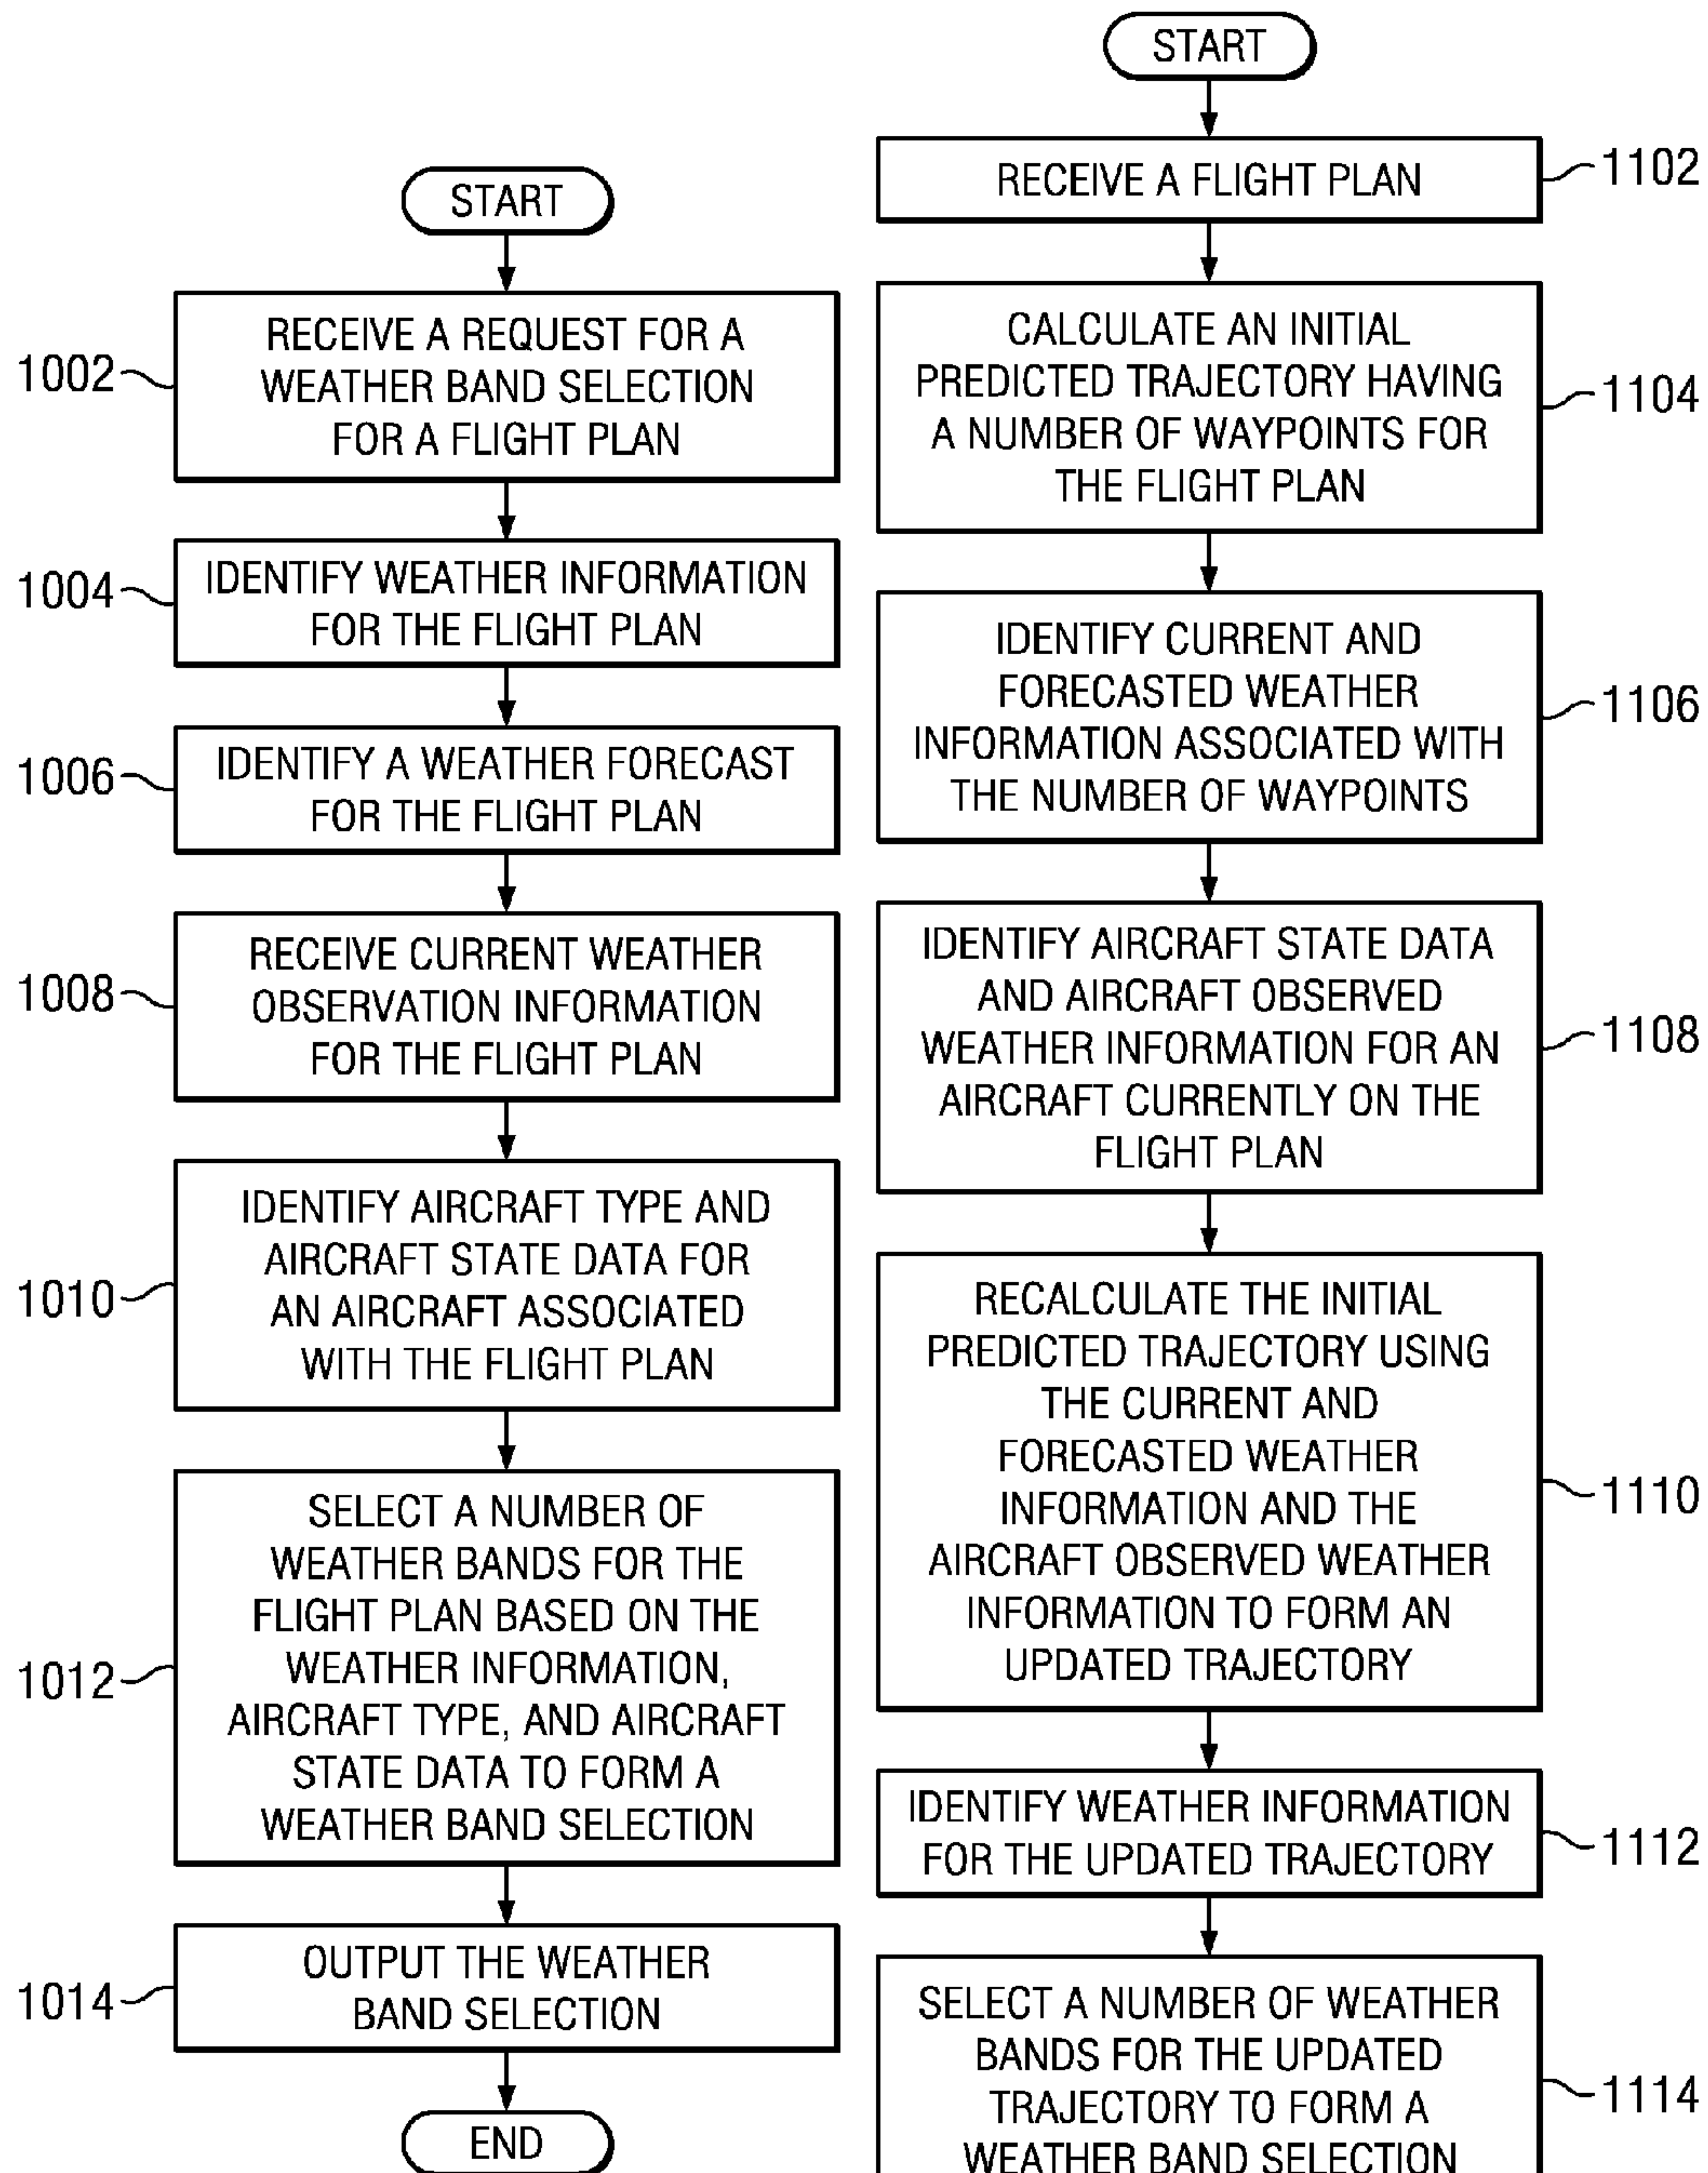 START
1002
RECEIVE A REQUEST FOR A
WEATHER BAND SELECTION
FOR A FLIGHT PLAN
1004
IDENTIFY WEATHER INFORMATION
FOR THE FLIGHT PLAN
1006
IDENTIFY A WEATHER FORECAST
FOR THE FLIGHT PLAN
1008
RECEIVE CURRENT WEATHER
OBSERVATION INFORMATION
FOR THE FLIGHT PLAN
1010
IDENTIFY AIRCRAFT TYPE AND
AIRCRAFT STATE DATA FOR
AN AIRCRAFT ASSOCIATED
WITH THE FLIGHT PLAN
1012
SELECT A NUMBER OF
WEATHER BANDS FOR THE
FLIGHT PLAN BASED ON THE
WEATHER INFORMATION,
AIRCRAFT TYPE, AND AIRCRAFT
STATE DATA TO FORM A
WEATHER BAND SELECTION
1014
OUTPUT THE WEATHER
BAND SELECTION
END
START
RECEIVE A FLIGHT PLAN
1102
CALCULATE AN INITIAL
PREDICTED TRAJECTORY HAVING
A NUMBER OF WAYPOINTS FOR
THE FLIGHT PLAN
1104
IDENTIFY CURRENT AND
FORECASTED WEATHER
INFORMATION ASSOCIATED WITH
THE NUMBER OF WAYPOINTS
1106
IDENTIFY AIRCRAFT STATE DATA
AND AIRCRAFT OBSERVED
WEATHER INFORMATION FOR AN
AIRCRAFT CURRENTLY ON THE
FLIGHT PLAN
1108
RECALCULATE THE INITIAL
PREDICTED TRAJECTORY USING
THE CURRENT AND
FORECASTED WEATHER
INFORMATION AND THE
AIRCRAFT OBSERVED WEATHER
INFORMATION TO FORM AN
UPDATED TRAJECTORY
1110
IDENTIFY WEATHER INFORMATION
FOR THE UPDATED TRAJECTORY
1112
SELECT A NUMBER OF WEATHER
BANDS FOR THE UPDATED
TRAJECTORY TO FORM A
WEATHER BAND SELECTION
1114